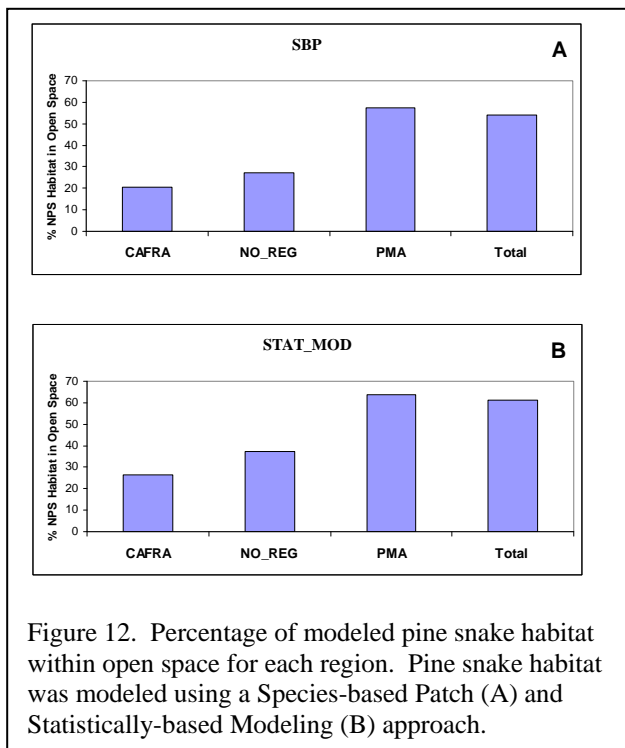 SBP
A
% NPS Habitat in Open Space
70
60
50
40
30
20
10
0
CAFRA NO_REG PMA Total
STAT_MOD
B
% NPS Habitat in Open Space
70
60
50
40
30
20
10
0
CAFRA NO_REG PMA Total
Figure 12. Percentage of modeled pine snake habitat
within open space for each region. Pine snake habitat
was modeled using a Species-based Patch (A) and
Statistically-based Modeling (B) approach.